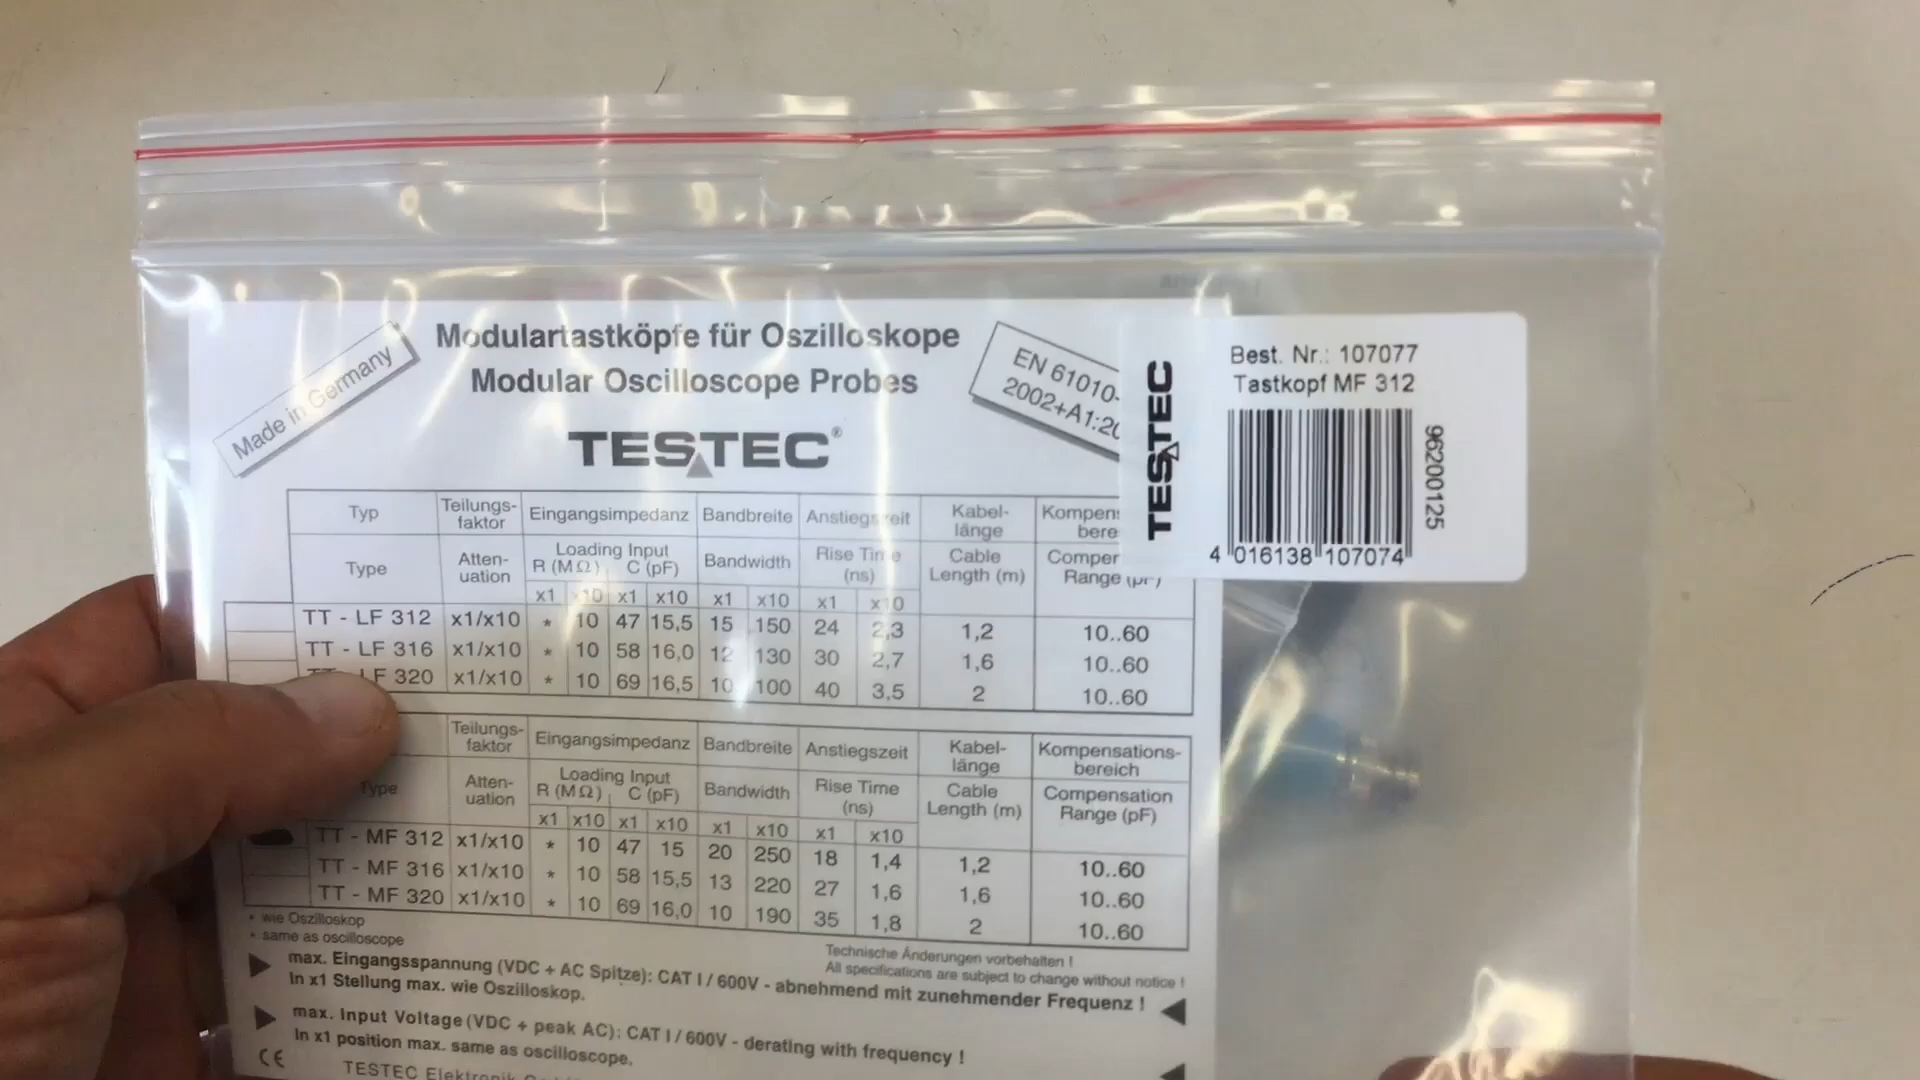 Modulartastköpfe für Oszilloskope
Modular Oscilloscope Probes
Made in Germany
EN 61010-
2002+A1:20
TESTEC®
Best. Nr.: 107077
Tastkopf MF 312
TESTEC
96200125
4 016138 107074
Typ Teilungs-faktor Eingangsimpedanz Bandbreite Anstiegszeit Kabel-länge Kompens bere
Type Atten-uation Loading Input R (MΩ) C (pF) Bandwidth Rise Time (ns) Cable Length (m) Comper Range (pF)
x1 x10 x1 x10 x1 x10 x1 x10
TT - LF 312 x1/x10 * 10 47 15,5 15 150 24 2,3 1,2 10..60
TT - LF 316 x1/x10 * 10 58 16,0 12 130 30 2,7 1,6 10..60
LF 320 x1/x10 * 10 69 16,5 10 100 40 3,5 2 10..60
Teilungs-faktor Eingangsimpedanz Bandbreite Anstiegszeit Kabel-länge Kompensations-bereich
Type Atten-uation Loading Input R (MΩ) C (pF) Bandwidth Rise Time (ns) Cable Length (m) Compensation Range (pF)
x1 x10 x1 x10 x1 x10 x1 x10
TT - MF 312 x1/x10 * 10 47 15 20 250 18 1,4 1,2 10..60
TT - MF 316 x1/x10 * 10 58 15,5 13 220 27 1,6 1,6 10..60
TT - MF 320 x1/x10 * 10 69 16,0 10 190 35 1,8 2 10..60
* wie Oszilloskop
* same as oscilloscope
Technische Änderungen vorbehalten !
All specifications are subject to change without notice !
max. Eingangsspannung (VDC + AC Spitze): CAT I / 600V - abnehmend mit zunehmender Frequenz !
In x1 Stellung max. wie Oszilloskop.
max. Input Voltage (VDC + peak AC): CAT I / 600V - derating with frequency !
In x1 position max. same as oscilloscope.
CE
TESTEC Elektronik